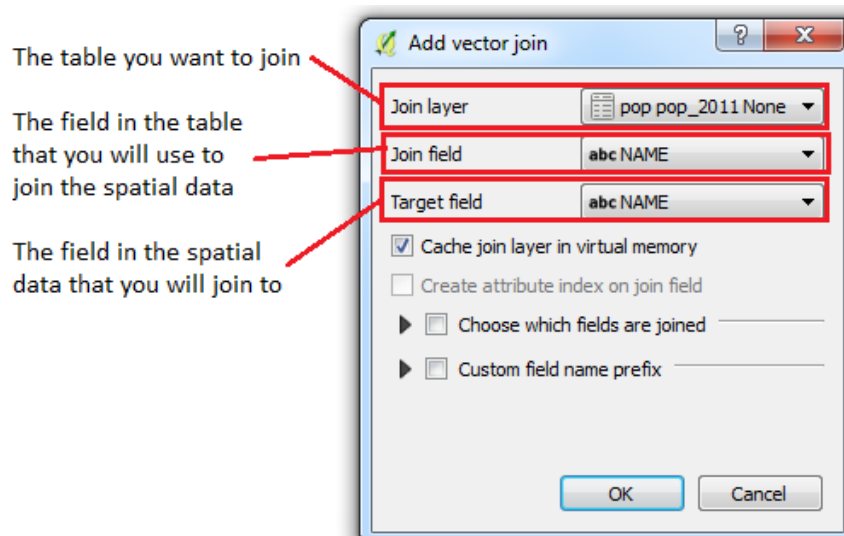 The table you want to join
The field in the table
that you will use to
join the spatial data
The field in the spatial
data that you will join to
Add vector join
?
Join layer
pop pop_2011 None
Join field
abc NAME
Target field
abc NAME
Cache join layer in virtual memory
Create attribute index on join field
Choose which fields are joined
Custom field name prefix
OK
Cancel